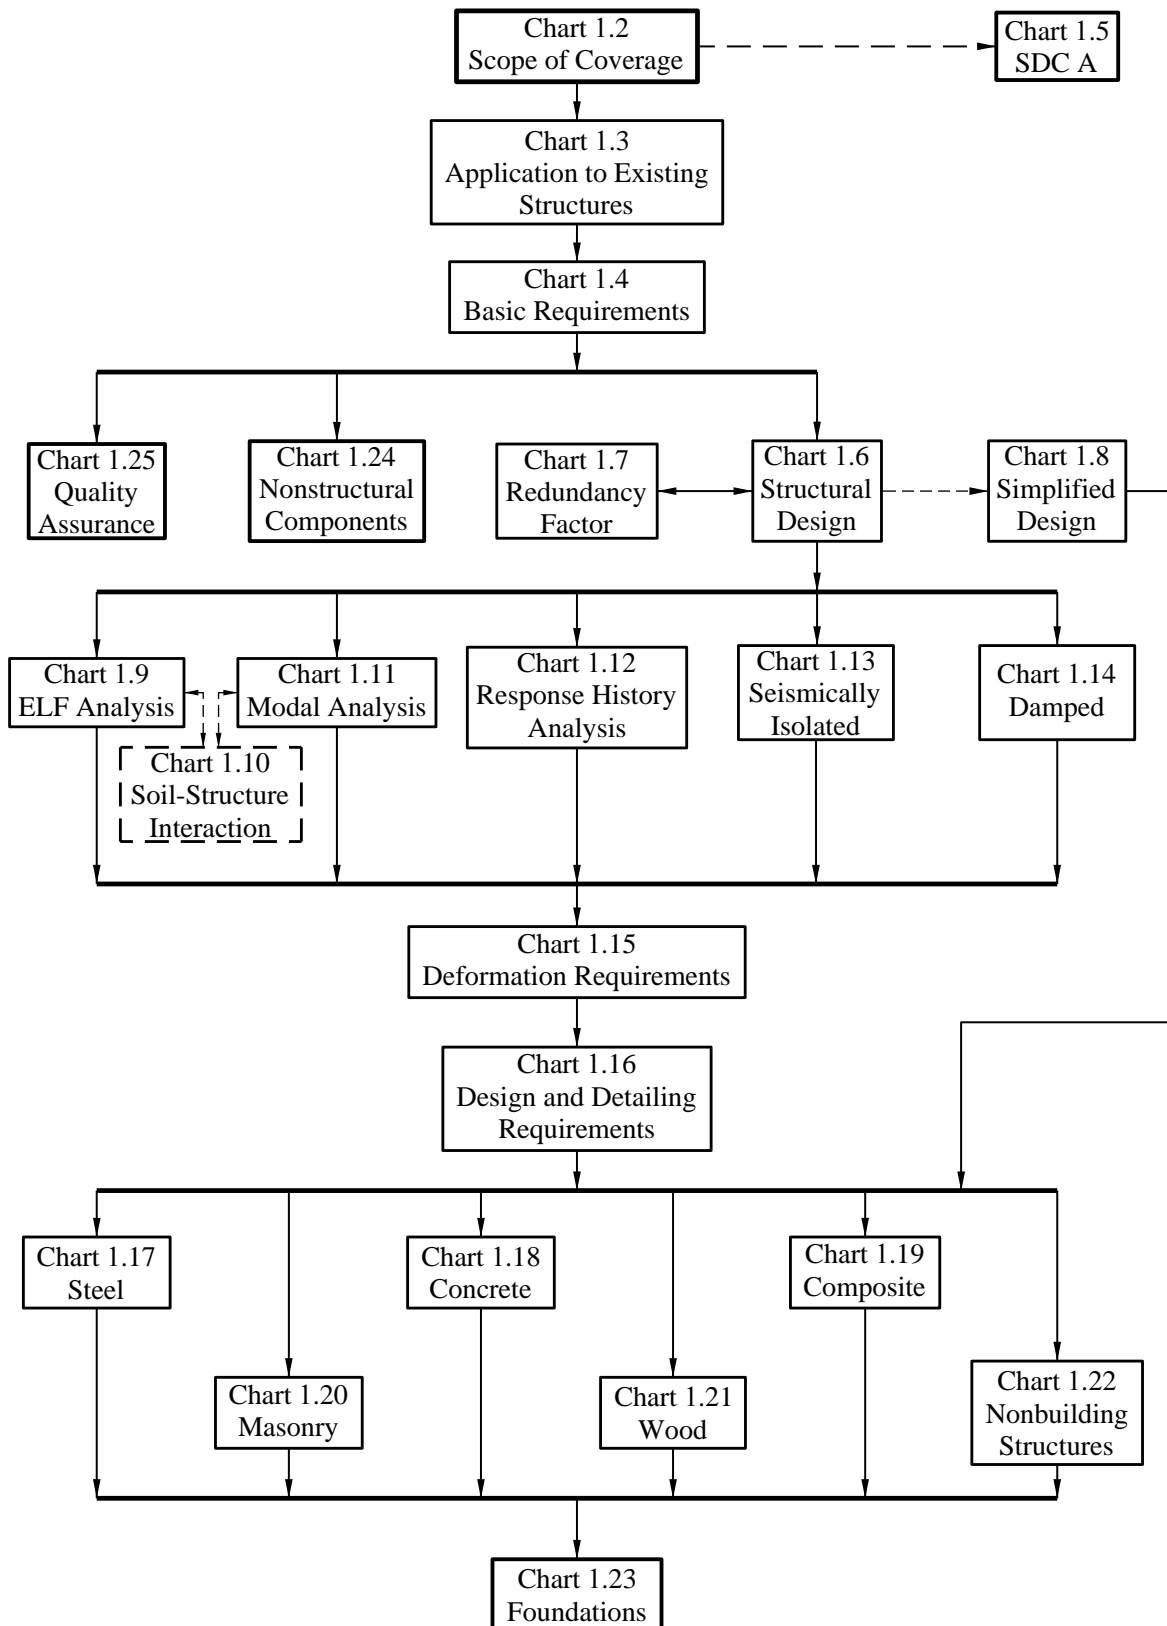 Chart 1.2
Scope of Coverage
Chart 1.5
SDC A
Chart 1.3
Application to Existing
Structures
Chart 1.4
Basic Requirements
Chart 1.25
Quality
Assurance
Chart 1.24
Nonstructural
Components
Chart 1.7
Redundancy
Factor
Chart 1.6
Structural
Design
Chart 1.8
Simplified
Design
Chart 1.9
ELF Analysis
Chart 1.11
Modal Analysis
Chart 1.12
Response History
Analysis
Chart 1.13
Seismically
Isolated
Chart 1.14
Damped
Chart 1.10
Soil-Structure
Interaction
Chart 1.15
Deformation Requirements
Chart 1.16
Design and Detailing
Requirements
Chart 1.17
Steel
Chart 1.18
Concrete
Chart 1.19
Composite
Chart 1.20
Masonry
Chart 1.21
Wood
Chart 1.22
Nonbuilding
Structures
Chart 1.23
Foundations